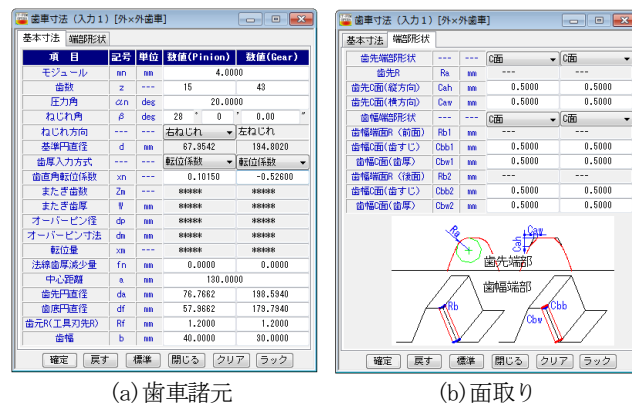 歯車寸法（入力1）[外×外歯車]
基本寸法 端部形状
項 目 記号 単位 数値(Pinion) 数値(Gear)
モジュール mn mm 4.0000
歯数 z --- 15 43
圧力角 αn deg 20.0000
ねじれ角 β deg 28 ° 0 ' 0.00 "
ねじれ方向 --- --- 右ねじれ 左ねじれ
基準円直径 d mm 67.9542 194.8020
歯厚入力方式 --- --- 転位係数 転位係数
歯直角転位係数 xn --- 0.10150 -0.52600
またぎ歯数 Zm --- ***** *****
またぎ歯厚 W mm ***** *****
オーバーピン径 dp mm ***** *****
オーバーピン寸法 dm mm ***** *****
転位量 xm --- ***** *****
法線歯厚減少量 fn mm 0.0000 0.0000
中心距離 a mm 130.0000
歯先円直径 da mm 76.7662 198.5940
歯底円直径 df mm 57.9662 179.7940
歯元R(工具刃先R) Rf mm 1.2000 1.2000
歯幅 b mm 40.0000 30.0000
確定 戻す 標準 閉じる クリア ラック
(a)歯車諸元
歯車寸法（入力1）[外×外歯車]
基本寸法 端部形状
歯先端部形状 --- --- C面 C面
歯先R Ra mm --- ---
歯先C面(縦方向) Cah mm 0.5000 0.5000
歯先C面(横方向) Caw mm 0.5000 0.5000
歯幅端部形状 --- --- C面 C面
歯幅端面R（前面） Rb1 mm --- ---
歯幅C面(歯すじ) Cbb1 mm 0.5000 0.5000
歯幅C面(歯厚) Cbw1 mm 0.5000 0.5000
歯幅端面R（後面） Rb2 mm --- ---
歯幅C面(歯すじ) Cbb2 mm 0.5000 0.5000
歯幅C面(歯厚) Cbw2 mm 0.5000 0.5000
Ra Cah Caw
歯先端部
歯幅端部
Rb Cbw Cbb
確定 戻す 標準 閉じる クリア ラック
(b)面取り